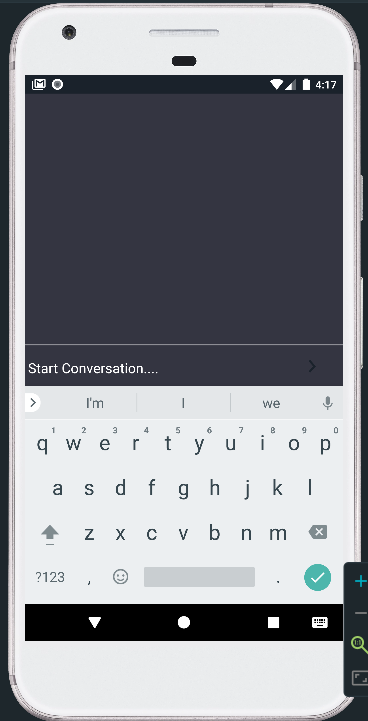 4:17
Start Conversation....
I'm I we
1 2 3 4 5 6 7 8 9 0
q w e r t y u i o p
a s d f g h j k l
z x c v b n m
?123 , .